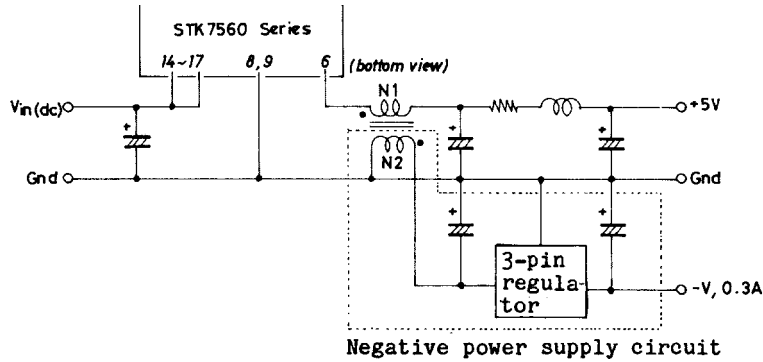 STK7560 Series
14~17 8,9 6 (bottom view)
N1
Vin(dc)
+5V
+
+
+
N2
Gnd
Gnd
+
+
3-pin
regula-
tor
-V, 0.3A
Negative power supply circuit